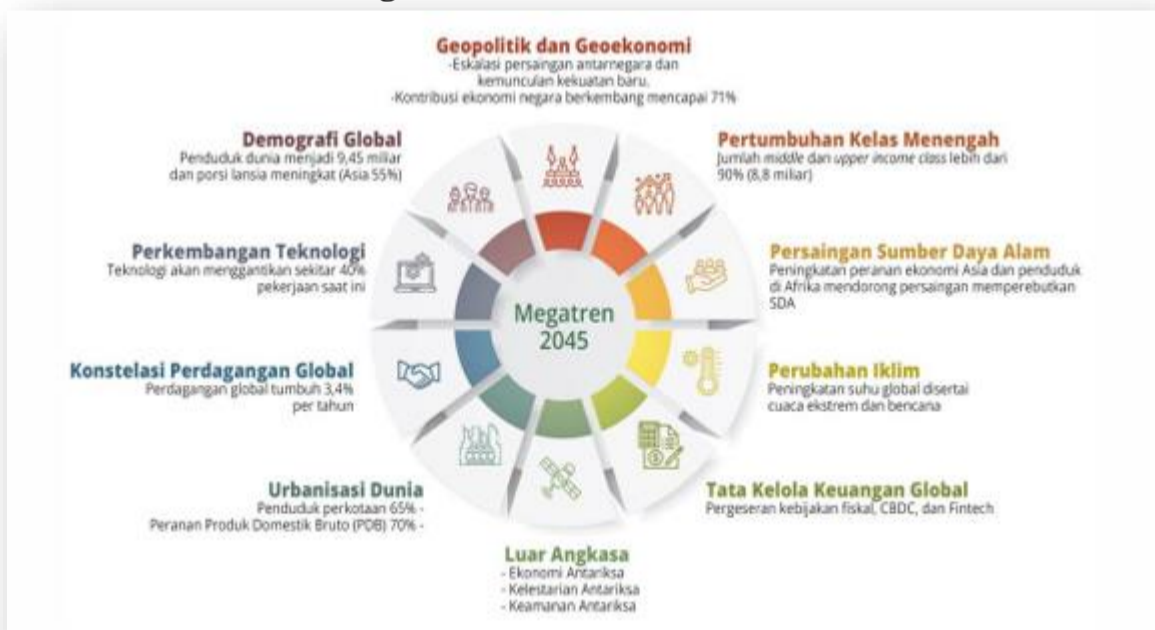 Geopolitik dan Geoekonomi
-Eskalasi persaingan antarnegara dan
kemunculan kekuatan baru.
-Kontribusi ekonomi negara berkembang mencapai 71%
Pertumbuhan Kelas Menengah
Jumlah middle dan upper income class lebih dari
90% (8,8 miliar)
Persaingan Sumber Daya Alam
Peningkatan peranan ekonomi Asia dan penduduk
di Afrika mendorong persaingan memperebutkan
SDA
Perubahan Iklim
Peningkatan suhu global disertai
cuaca ekstrem dan bencana
Tata Kelola Keuangan Global
Pergeseran kebijakan fiskal, CBDC, dan Fintech
Luar Angkasa
- Ekonomi Antariksa
- Kelestarian Antariksa
- Keamanan Antariksa
Urbanisasi Dunia
Penduduk perkotaan 65% -
Peranan Produk Domestik Bruto (PDB) 70% -
Konstelasi Perdagangan Global
Perdagangan global tumbuh 3,4%
per tahun
Perkembangan Teknologi
Teknologi akan menggantikan sekitar 40%
pekerjaan saat ini
Demografi Global
Penduduk dunia menjadi 9,45 miliar
dan porsi lansia meningkat (Asia 55%)
Megatren
2045